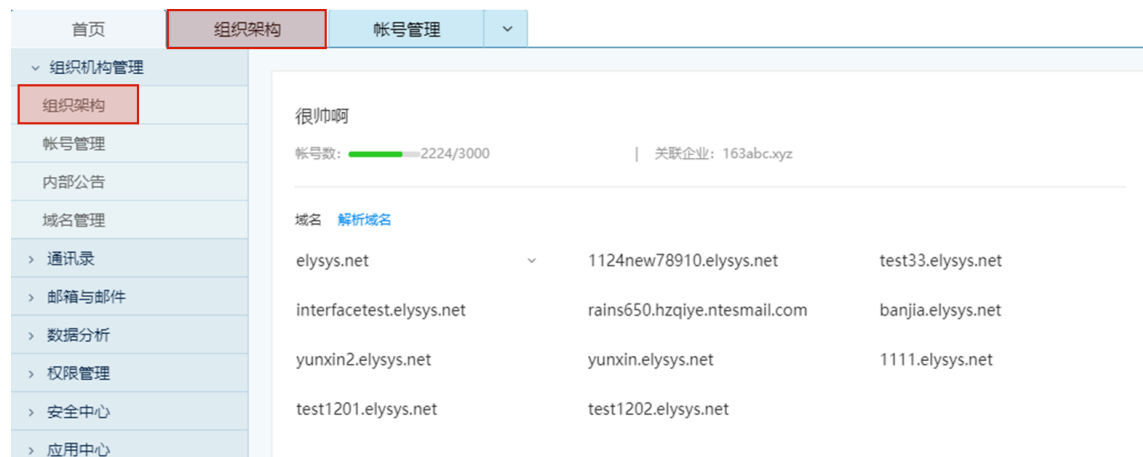 首页 组织架构 帐号管理
组织机构管理
组织架构
帐号管理
内部公告
域名管理
通讯录
邮箱与邮件
数据分析
权限管理
安全中心
应用中心
很帅啊
帐号数: 2224/3000 | 关联企业: 163abc.xyz
域名 解析域名
elysys.net 1124new78910.elysys.net test33.elysys.net
interfacetest.elysys.net rains650.hzqiye.ntesmail.com banjia.elysys.net
yunxin2.elysys.net yunxin.elysys.net 1111.elysys.net
test1201.elysys.net test1202.elysys.net